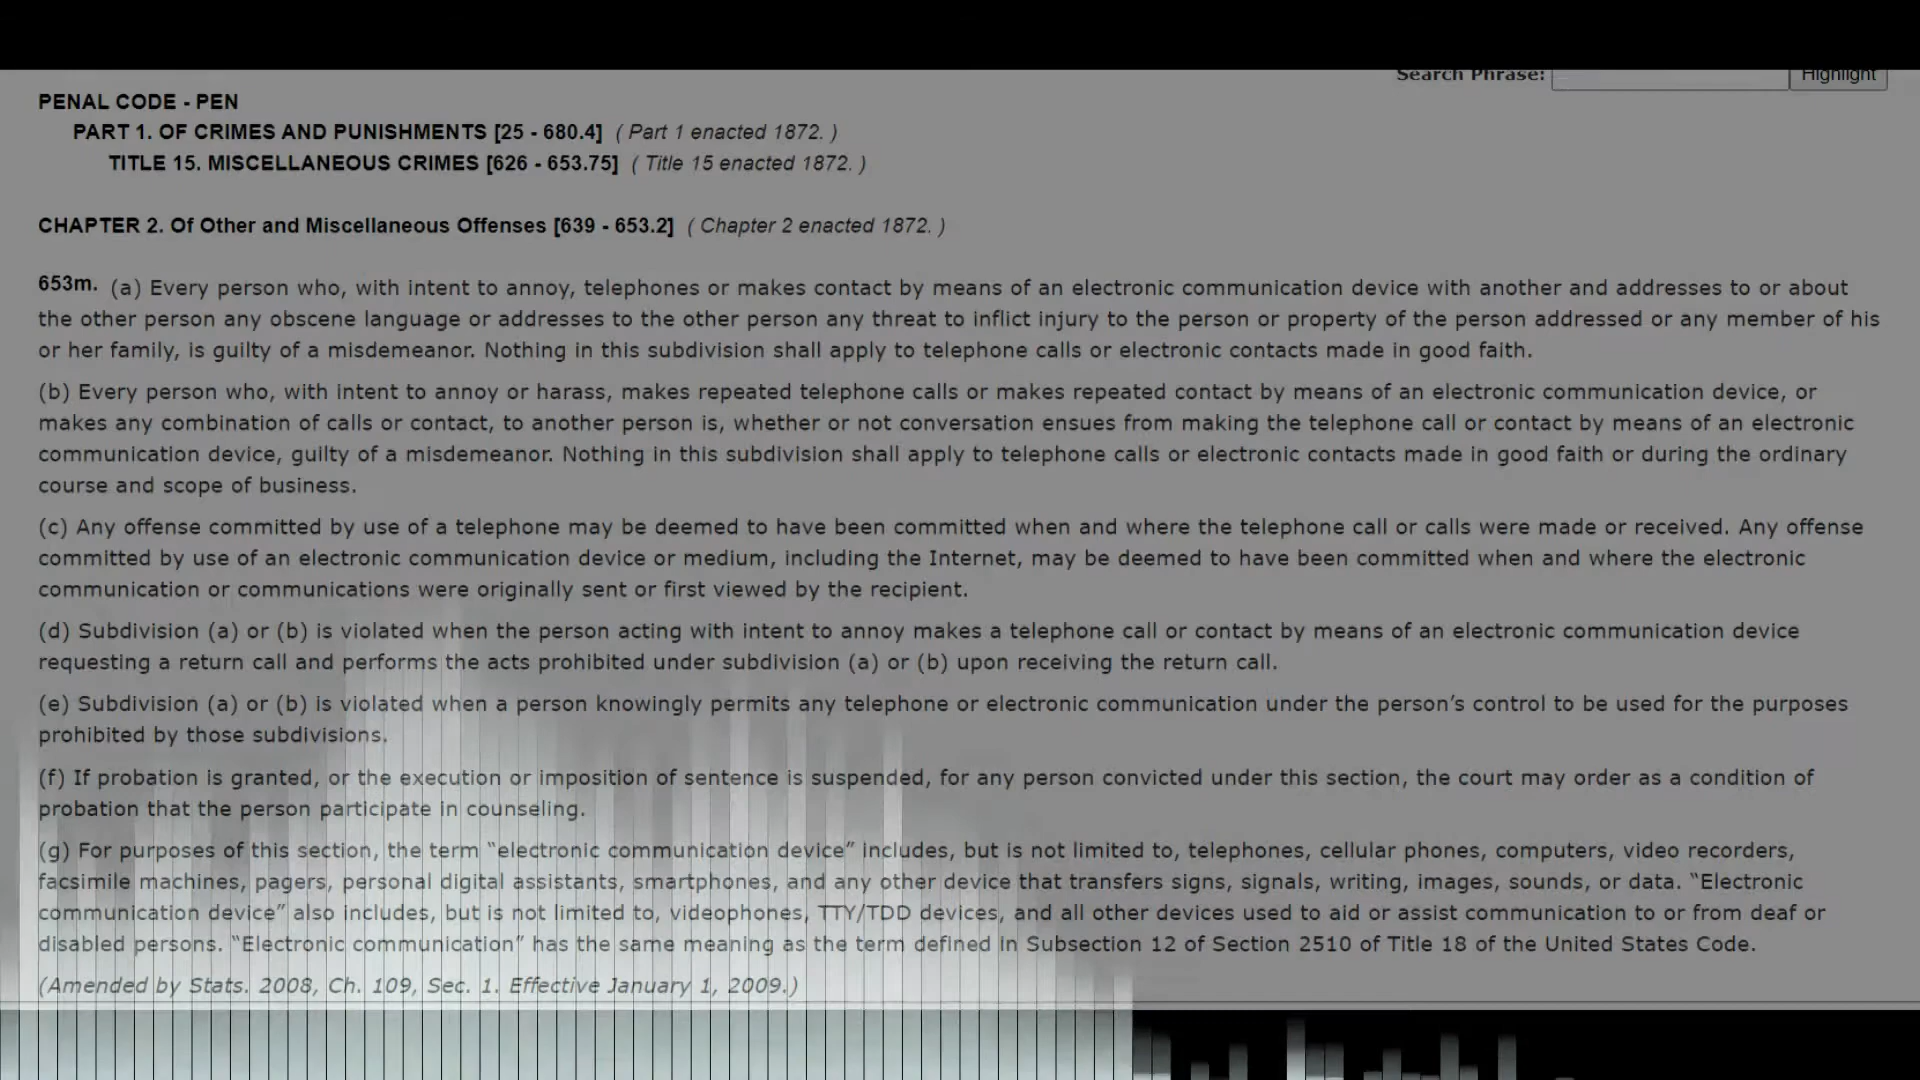 Search Phrase: Highlight
PENAL CODE - PEN
PART 1. OF CRIMES AND PUNISHMENTS [25 - 680.4] ( Part 1 enacted 1872. )
TITLE 15. MISCELLANEOUS CRIMES [626 - 653.75] ( Title 15 enacted 1872. )
CHAPTER 2. Of Other and Miscellaneous Offenses [639 - 653.2] ( Chapter 2 enacted 1872. )
653m. (a) Every person who, with intent to annoy, telephones or makes contact by means of an electronic communication device with another and addresses to or about
the other person any obscene language or addresses to the other person any threat to inflict injury to the person or property of the person addressed or any member of his
or her family, is guilty of a misdemeanor. Nothing in this subdivision shall apply to telephone calls or electronic contacts made in good faith.
(b) Every person who, with intent to annoy or harass, makes repeated telephone calls or makes repeated contact by means of an electronic communication device, or
makes any combination of calls or contact, to another person is, whether or not conversation ensues from making the telephone call or contact by means of an electronic
communication device, guilty of a misdemeanor. Nothing in this subdivision shall apply to telephone calls or electronic contacts made in good faith or during the ordinary
course and scope of business.
(c) Any offense committed by use of a telephone may be deemed to have been committed when and where the telephone call or calls were made or received. Any offense
committed by use of an electronic communication device or medium, including the Internet, may be deemed to have been committed when and where the electronic
communication or communications were originally sent or first viewed by the recipient.
(d) Subdivision (a) or (b) is violated when the person acting with intent to annoy makes a telephone call or contact by means of an electronic communication device
requesting a return call and performs the acts prohibited under subdivision (a) or (b) upon receiving the return call.
(e) Subdivision (a) or (b) is violated when a person knowingly permits any telephone or electronic communication under the person’s control to be used for the purposes
prohibited by those subdivisions.
(f) If probation is granted, or the execution or imposition of sentence is suspended, for any person convicted under this section, the court may order as a condition of
probation that the person participate in counseling.
(g) For purposes of this section, the term “electronic communication device” includes, but is not limited to, telephones, cellular phones, computers, video recorders,
facsimile machines, pagers, personal digital assistants, smartphones, and any other device that transfers signs, signals, writing, images, sounds, or data. “Electronic
communication device” also includes, but is not limited to, videophones, TTY/TDD devices, and all other devices used to aid or assist communication to or from deaf or
disabled persons. “Electronic communication” has the same meaning as the term defined in Subsection 12 of Section 2510 of Title 18 of the United States Code.
(Amended by Stats. 2008, Ch. 109, Sec. 1. Effective January 1, 2009.)